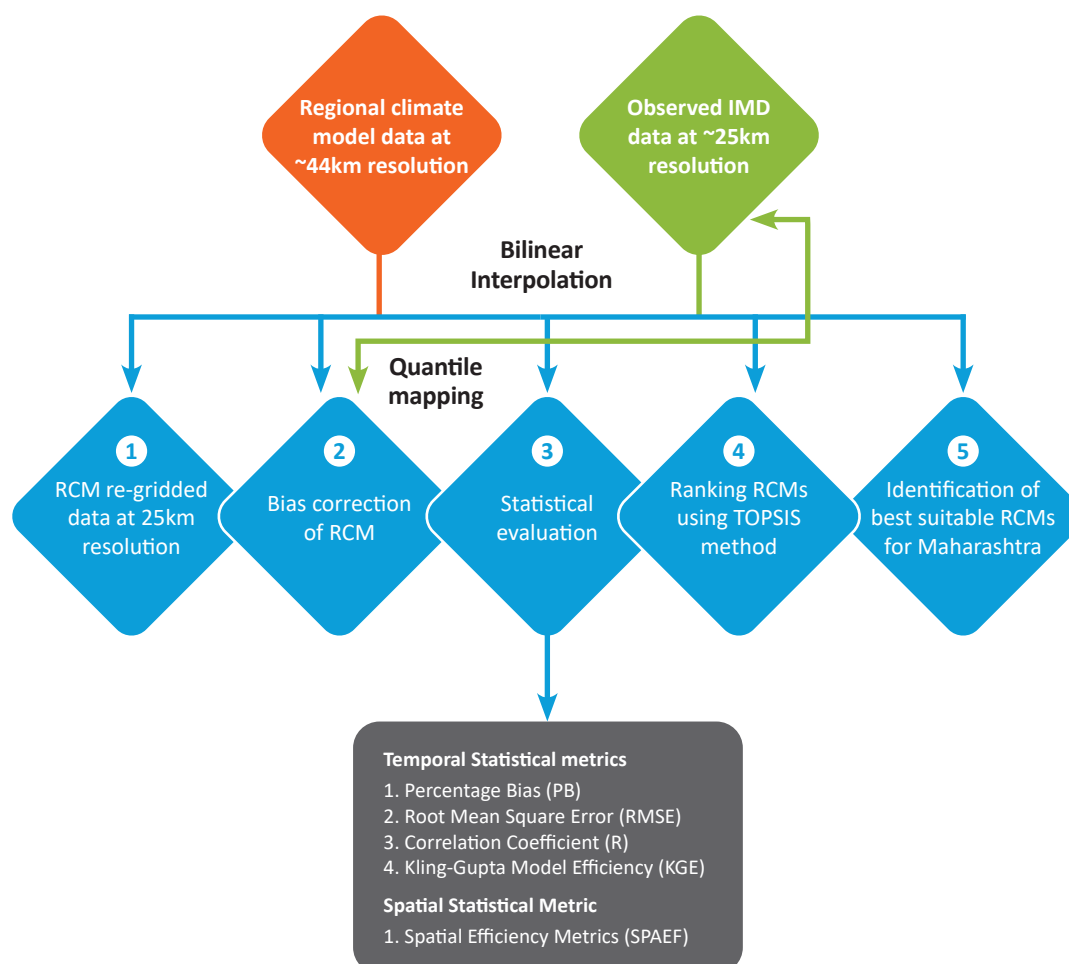 Regional climate
model data at
~44km resolution
Observed IMD
data at ~25km
resolution
Bilinear
Interpolation
Quantile
mapping
1
RCM re-gridded
data at 25km
resolution
2
Bias correction
of RCM
3
Statistical
evaluation
4
Ranking RCMs
using TOPSIS
method
5
Identification of
best suitable RCMs
for Maharashtra
Temporal Statistical metrics
1. Percentage Bias (PB)
2. Root Mean Square Error (RMSE)
3. Correlation Coefficient (R)
4. Kling-Gupta Model Efficiency (KGE)
Spatial Statistical Metric
1. Spatial Efficiency Metrics (SPAEF)